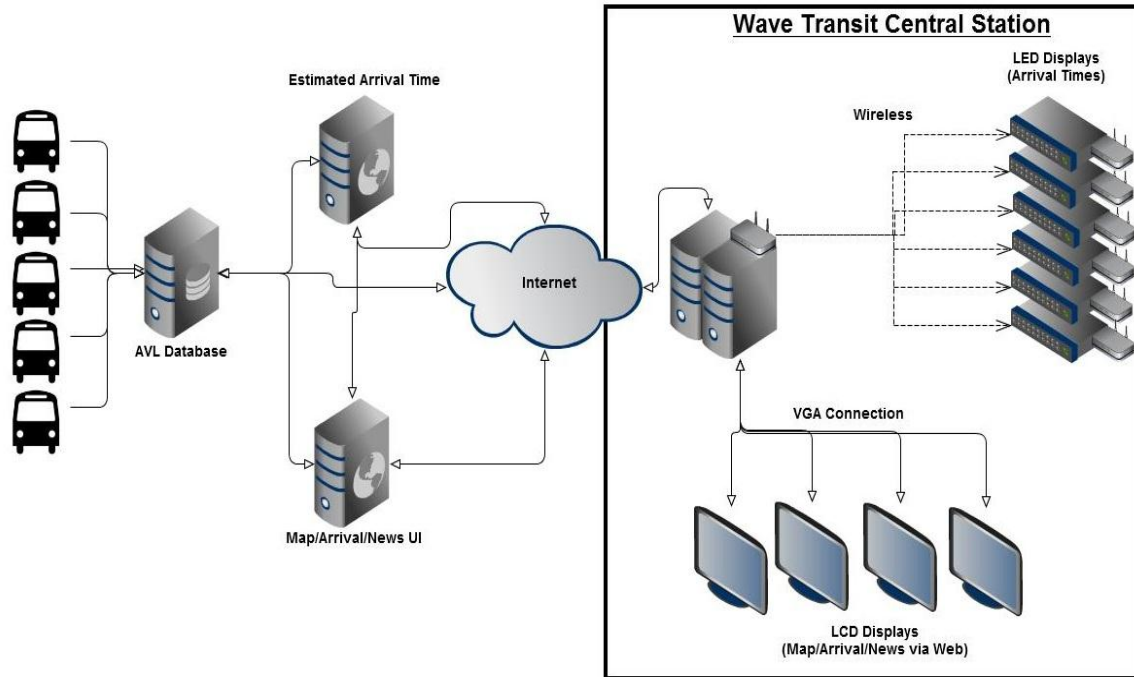 Wave Transit Central Station
LED Displays
(Arrival Times)
Estimated Arrival Time
Wireless
Internet
AVL Database
VGA Connection
Map/Arrival/News UI
LCD Displays
(Map/Arrival/News via Web)